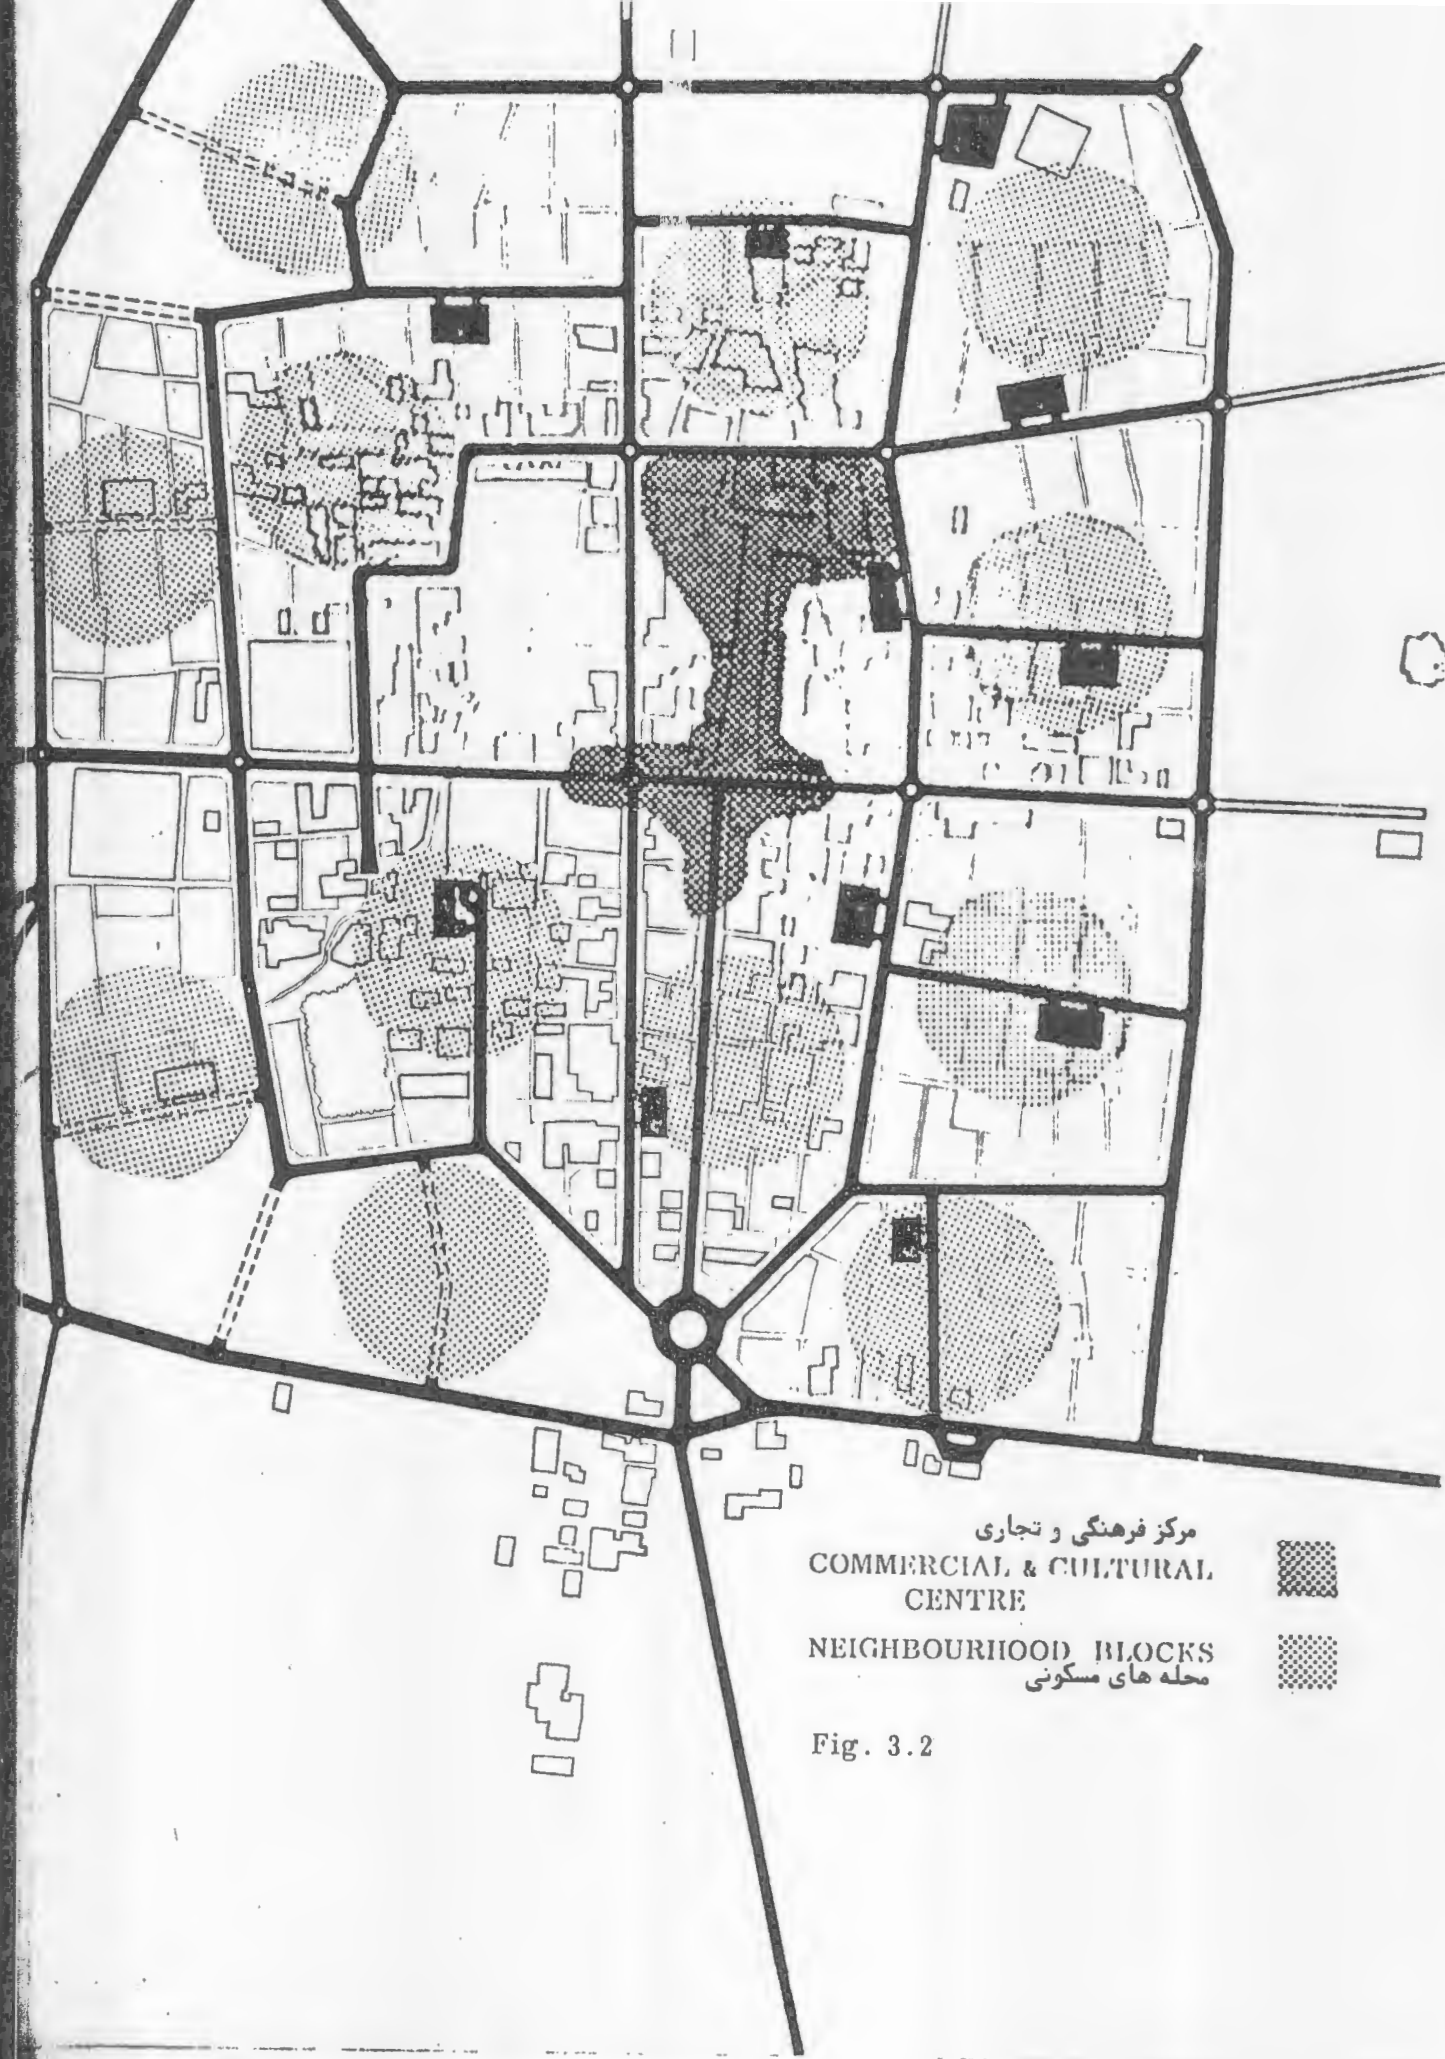 مرکز فرهنگی و تجاری
COMMERCIAL & CULTURAL
CENTRE
NEIGHBOURHOOD BLOCKS
محله های مسکونی
Fig. 3.2